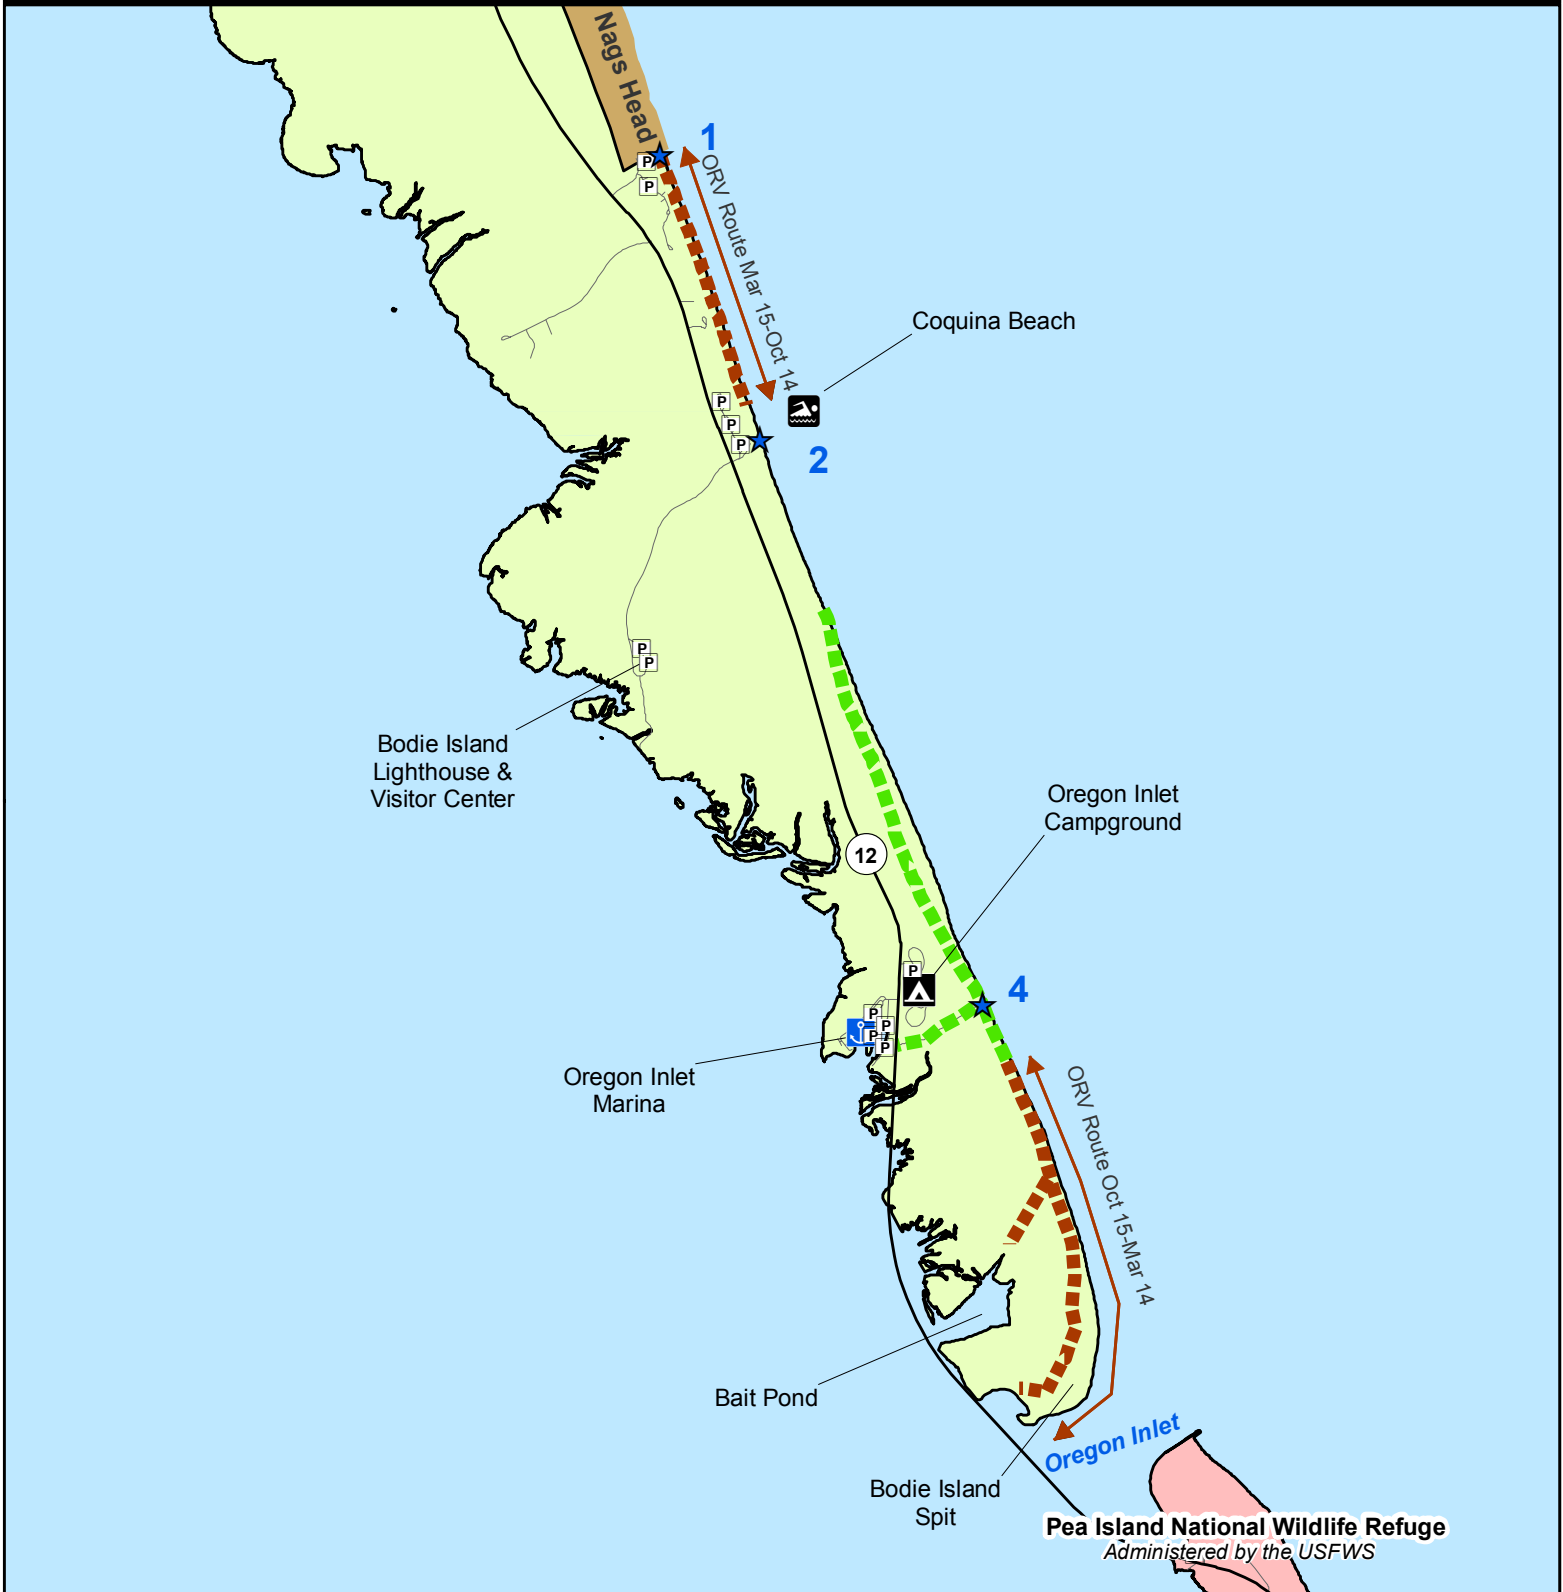 Nags Head
1
P
P
ORV Route Mar 15-Oct 14
Coquina Beach
P
P
P
2
P
P
Bodie Island
Lighthouse &
Visitor Center
Oregon Inlet
Campground
12
P
4
P
P
P
P
Oregon Inlet
Marina
ORV Route Oct 15-Mar 14
Bait Pond
Oregon Inlet
Bodie Island
Spit
Pea Island National Wildlife Refuge
Administered by the USFWS